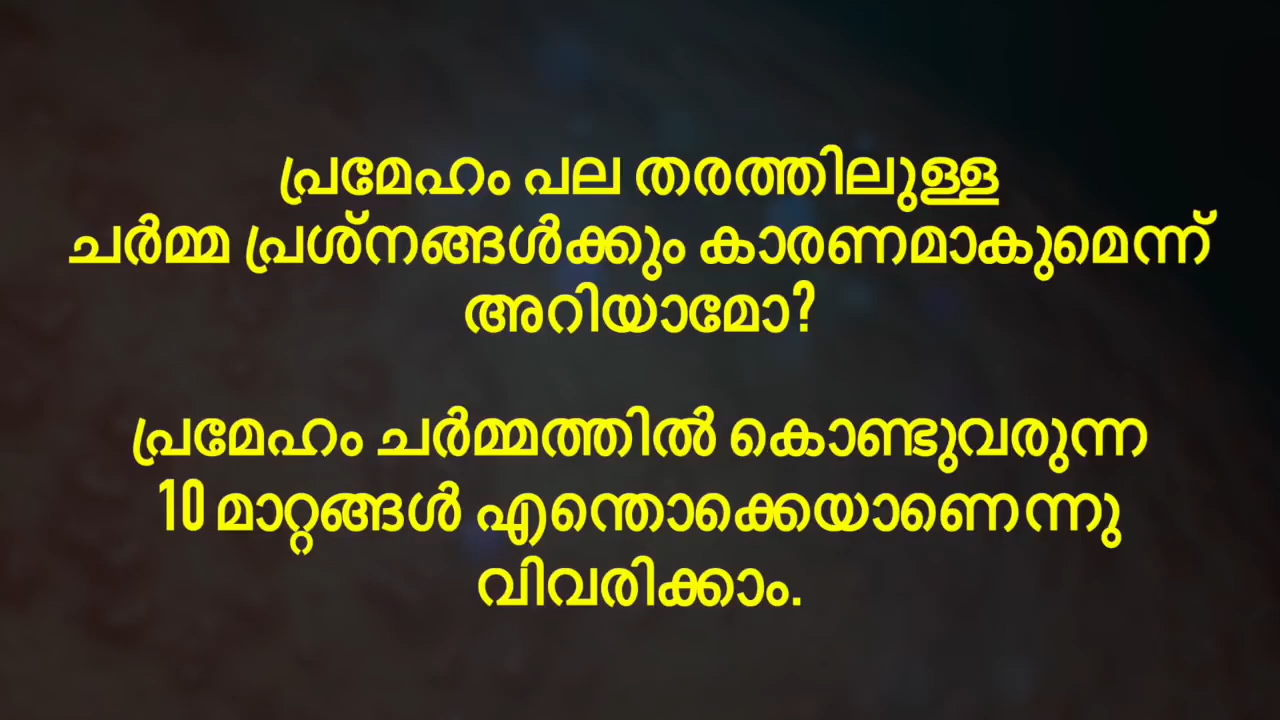 പ്രമേഹം പല തരത്തിലുള്ള
ചർമ്മ പ്രശ്നങ്ങൾക്കും കാരണമാകുമെന്ന്
അറിയാമോ?
പ്രമേഹം ചർമ്മത്തിൽ കൊണ്ടുവരുന്ന
10 മാറ്റങ്ങൾ എന്തൊക്കെയാണെന്നു
വിവരിക്കാം.